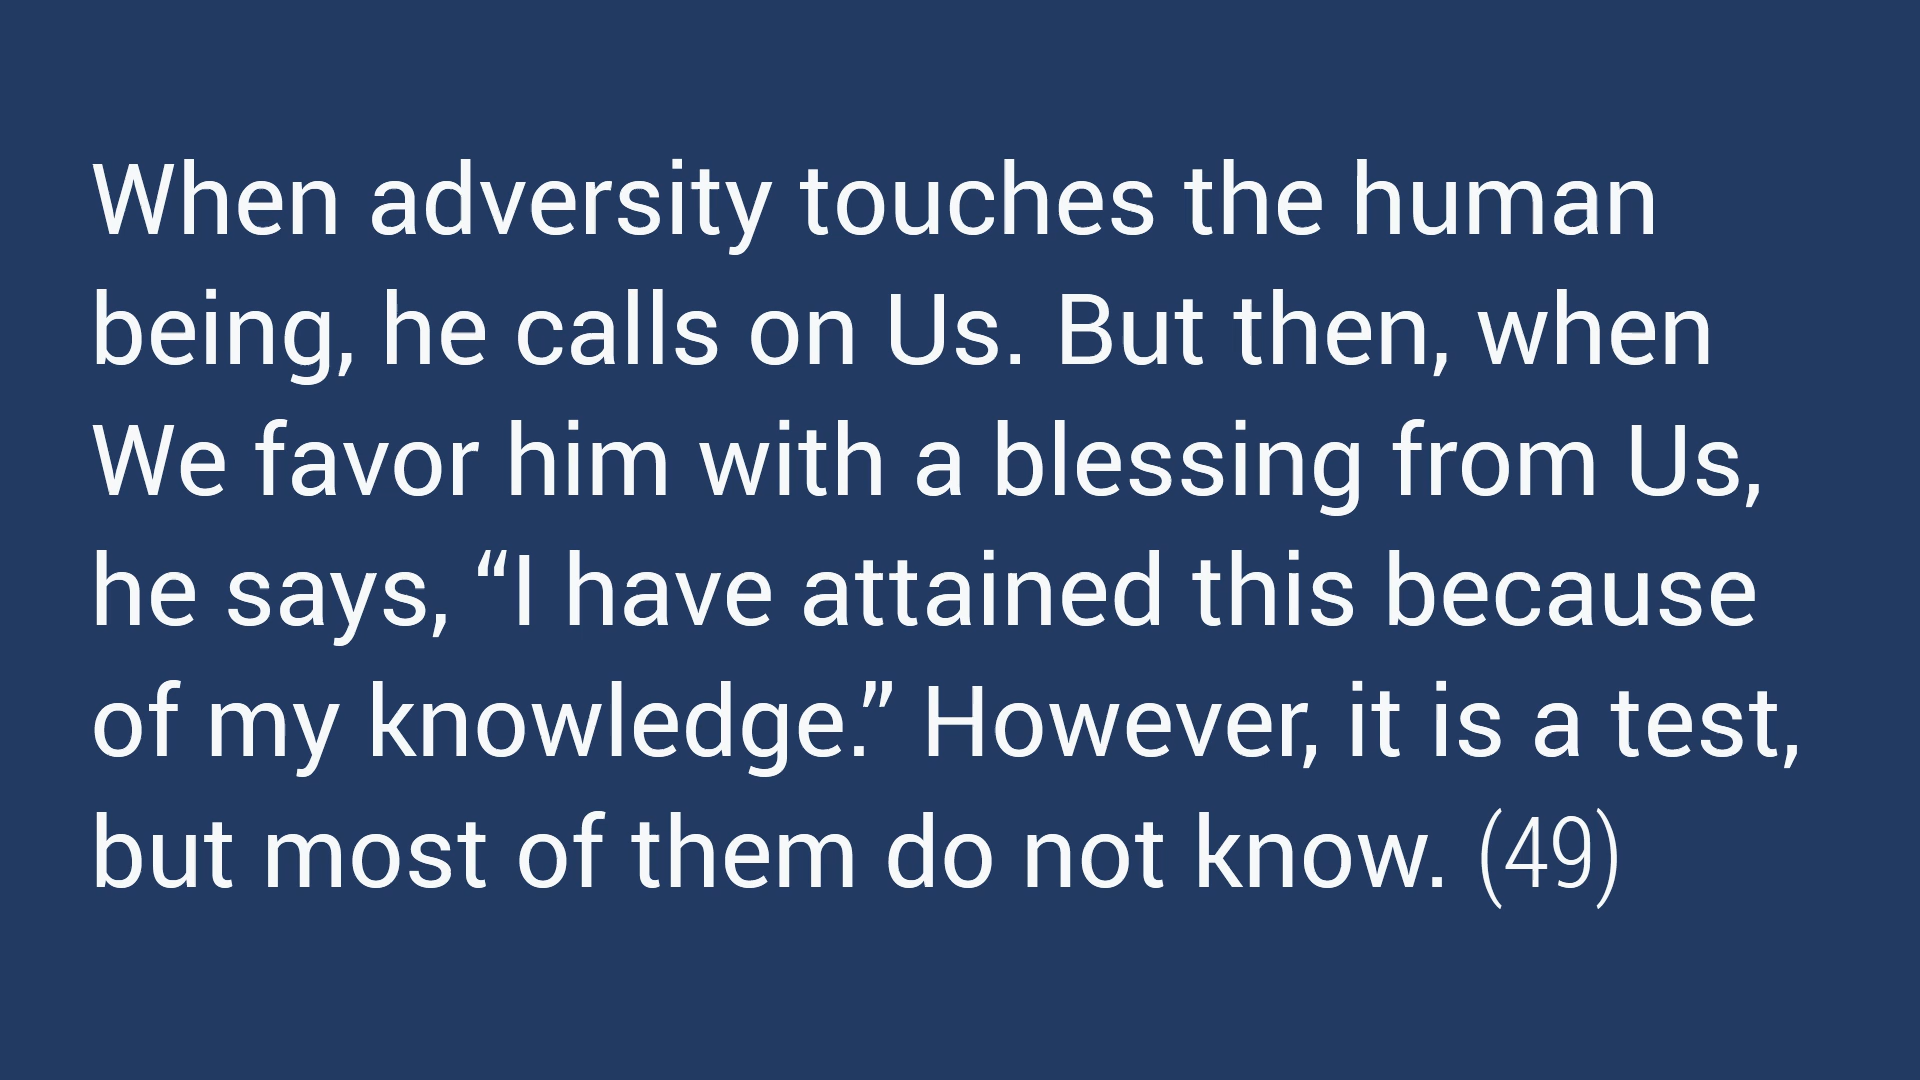 When adversity touches the human
being, he calls on Us. But then, when
We favor him with a blessing from Us,
he says, “I have attained this because
of my knowledge.” However, it is a test,
but most of them do not know. (49)